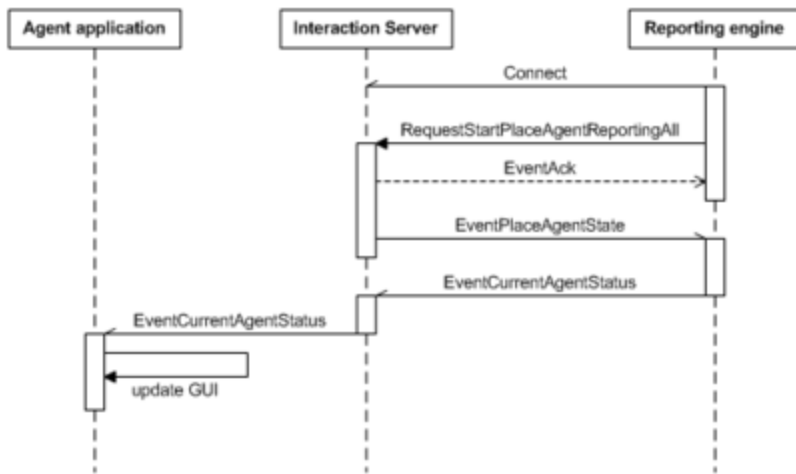 Agent application
Interaction Server
Reporting engine
Connect
RequestStartPlaceAgentReportingAll
EventAck
EventPlaceAgentState
EventCurrentAgentStatus
EventCurrentAgentStatus
update GUI